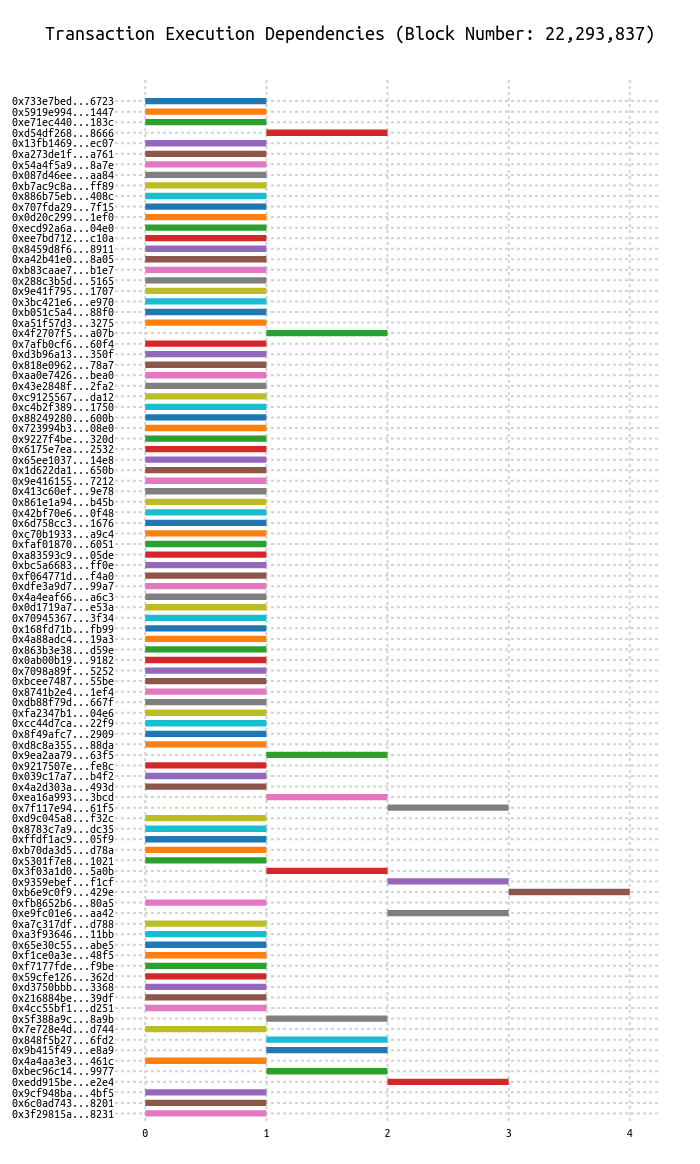 Transaction Execution Dependencies (Block Number: 22,293,837)
0x733e7bed...6723
0x5919e994...1447
0xe71ec440...183c
0xd54df268...8666
0x13fb1469...ec07
0xa273de1f...a761
0x54a4f5a9...8a7e
0x087d46ee...aa84
0xb7ac9c8a...ff89
0x886b75eb...408c
0x707fda29...7f15
0x0d20c299...1ef0
0xecd92a6a...04e0
0xee7bd712...c10a
0x8459d8f6...8911
0xa42b41e0...8a05
0xb83caae7...b1e7
0x288c3b5d...5165
0x9e41f795...1707
0x3bc421e6...e970
0xb051c5a4...88f0
0xa51f57d3...3275
0x4f2707f5...a07b
0x7afb0cf6...60f4
0xd3b96a13...350f
0x818e0962...78a7
0xaa0e7426...bea0
0x43e2848f...2fa2
0xc9125567...da12
0xc4b2f389...1750
0x88249280...600b
0x723994b3...08e0
0x9227f4be...320d
0x6175e7ea...2532
0x65ee1037...14e8
0x1d622da1...650b
0x9e416155...7212
0x413c60ef...9e78
0x861e1a94...b45b
0x42bf70e6...0f48
0x6d758cc3...1676
0xc70b1933...a9c4
0xfaf01870...6051
0xa83593c9...05de
0xbc5a6683...ff0e
0xf064771d...f4a0
0xdfe3a9d7...99a7
0x4a4eaf66...a6c3
0x0d1719a7...e53a
0x70945367...3f34
0x168fd71b...fb99
0x4a88adc4...19a3
0x863b3e38...d59e
0x0ab00b19...9182
0x7098a89f...5252
0xbcee7487...55be
0x8741b2e4...1ef4
0xdb88f79d...667f
0xfa2347b1...04e6
0xcc44d7ca...22f9
0x8f49afc7...2909
0xd8c8a355...88da
0x9ea2aa79...63f5
0x9217507e...fe8c
0x039c17a7...b4f2
0x4a2d303a...493d
0xea16a993...3bcd
0x7f117e94...61f5
0xd9c045a8...f32c
0x8783c7a9...dc35
0xffdf1ac9...05f9
0xb70da3d5...d78a
0x5301f7e8...1021
0x3f03a1d0...5a0b
0x9359ebef...f1cf
0xb6e9c0f9...429e
0xfb8652b6...80a5
0xe9fc01e6...aa42
0xa7c317df...d788
0xa3f93646...11bb
0x65e30c55...abe5
0xf1ce0a3e...48f5
0xf7177fde...f9be
0x59cfe126...362d
0xd3750bbb...3368
0x216884be...39df
0x4cc55bf1...d251
0x5f388a9c...8a9b
0x7e728e4d...d744
0x848f5b27...6fd2
0x9b415f49...e8a9
0x4a4aa3e3...461c
0xbec96c14...9977
0xedd915be...e2e4
0x9cf948ba...4bf5
0x6c0ad743...8201
0x3f29815a...8231
0 1 2 3 4